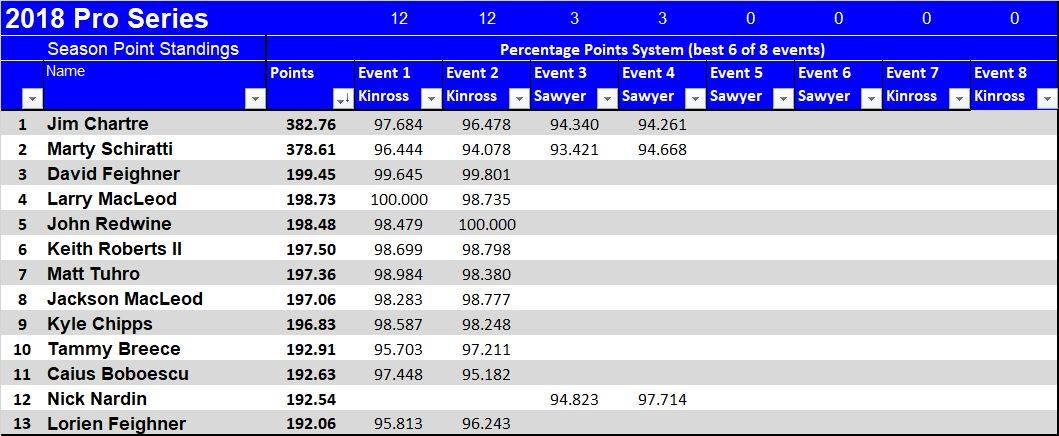 2018 Pro Series 12 12 3 3 0 0 0 0
Season Point Standings Percentage Points System (best 6 of 8 events)
Name Points Event 1 Event 2 Event 3 Event 4 Event 5 Event 6 Event 7 Event 8
Kinross Kinross Sawyer Sawyer Sawyer Sawyer Kinross Kinross
1 Jim Chartre 382.76 97.684 96.478 94.340 94.261
2 Marty Schiratti 378.61 96.444 94.078 93.421 94.668
3 David Feighner 199.45 99.645 99.801
4 Larry MacLeod 198.73 100.000 98.735
5 John Redwine 198.48 98.479 100.000
6 Keith Roberts II 197.50 98.699 98.798
7 Matt Tuhro 197.36 98.984 98.380
8 Jackson MacLeod 197.06 98.283 98.777
9 Kyle Chipps 196.83 98.587 98.248
10 Tammy Breece 192.91 95.703 97.211
11 Caius Boboescu 192.63 97.448 95.182
12 Nick Nardin 192.54 94.823 97.714
13 Lorien Feighner 192.06 95.813 96.243